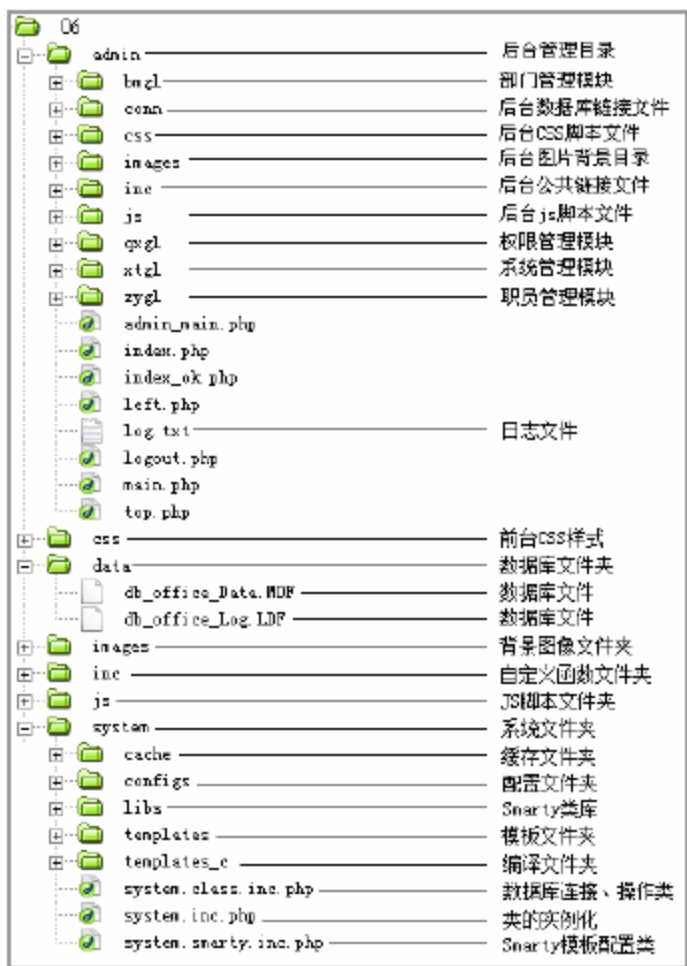 06
admin 后台管理目录
bmgl 部门管理模块
conn 后台数据库链接文件
css 后台CSS脚本文件
images 后台图片背景目录
inc 后台公共链接文件
js 后台js脚本文件
qxgl 权限管理模块
xtgl 系统管理模块
zygl 职员管理模块
admin_main.php
index.php
index_ok.php
left.php
log.txt 日志文件
logout.php
main.php
top.php
css 前台CSS样式
data 数据库文件夹
db_office_Data.MDF 数据库文件
db_office_Log.LDF 数据库文件
images 背景图像文件夹
inc 自定义函数文件夹
js JS脚本文件夹
system 系统文件夹
cache 缓存文件夹
configs 配置文件夹
libs Smarty类库
templates 模板文件夹
templates_c 编译文件夹
system.class.inc.php 数据库连接、操作类
system.inc.php 类的实例化
system.smarty.inc.php Smarty模板配置类